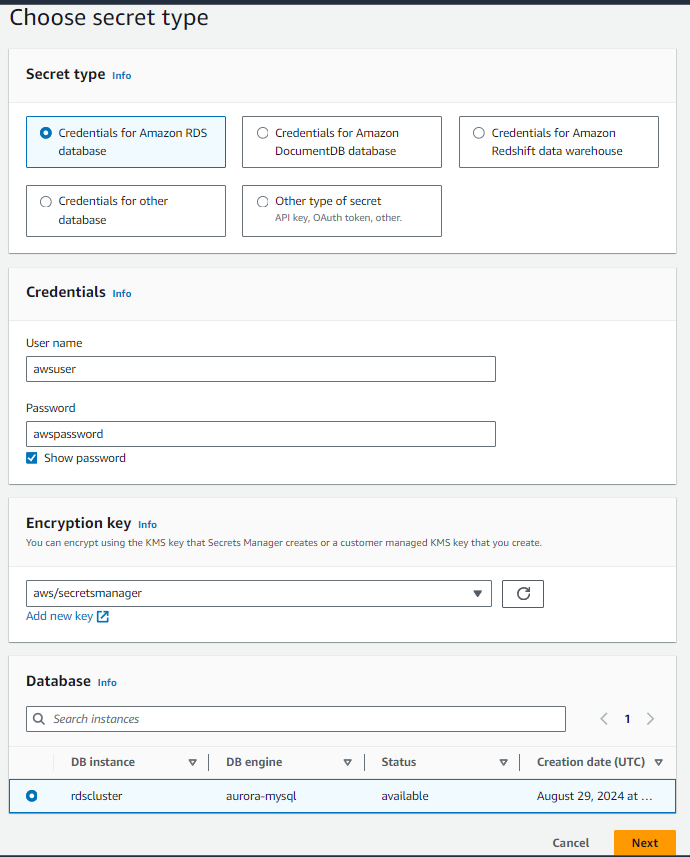 Choose secret type
Secret type Info
Credentials for Amazon RDS
database
Credentials for Amazon
DocumentDB database
Credentials for Amazon
Redshift data warehouse
Credentials for other
database
Other type of secret
API key, OAuth token, other.
Credentials Info
User name
awsuser
Password
awspassword
Show password
Encryption key Info
You can encrypt using the KMS key that Secrets Manager creates or a customer managed KMS key that you create.
aws/secretsmanager
Add new key
Database Info
Search instances
1
DB instance DB engine Status Creation date (UTC)
rdscluster aurora-mysql available August 29, 2024 at ...
Cancel Next